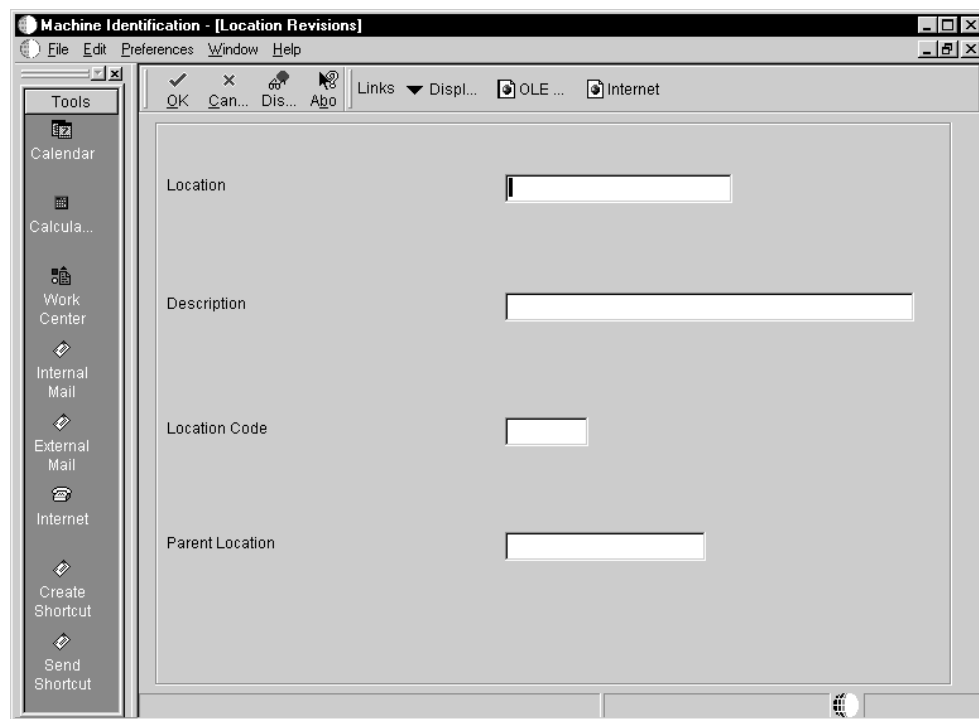 Machine Identification - [Location Revisions]
File Edit Preferences Window Help
Tools
Calendar
Calcula...
Work
Center
Internal
Mail
External
Mail
Internet
Create
Shortcut
Send
Shortcut
OK Can... Dis... Abo Links Displ... OLE ... Internet
Location
Description
Location Code
Parent Location